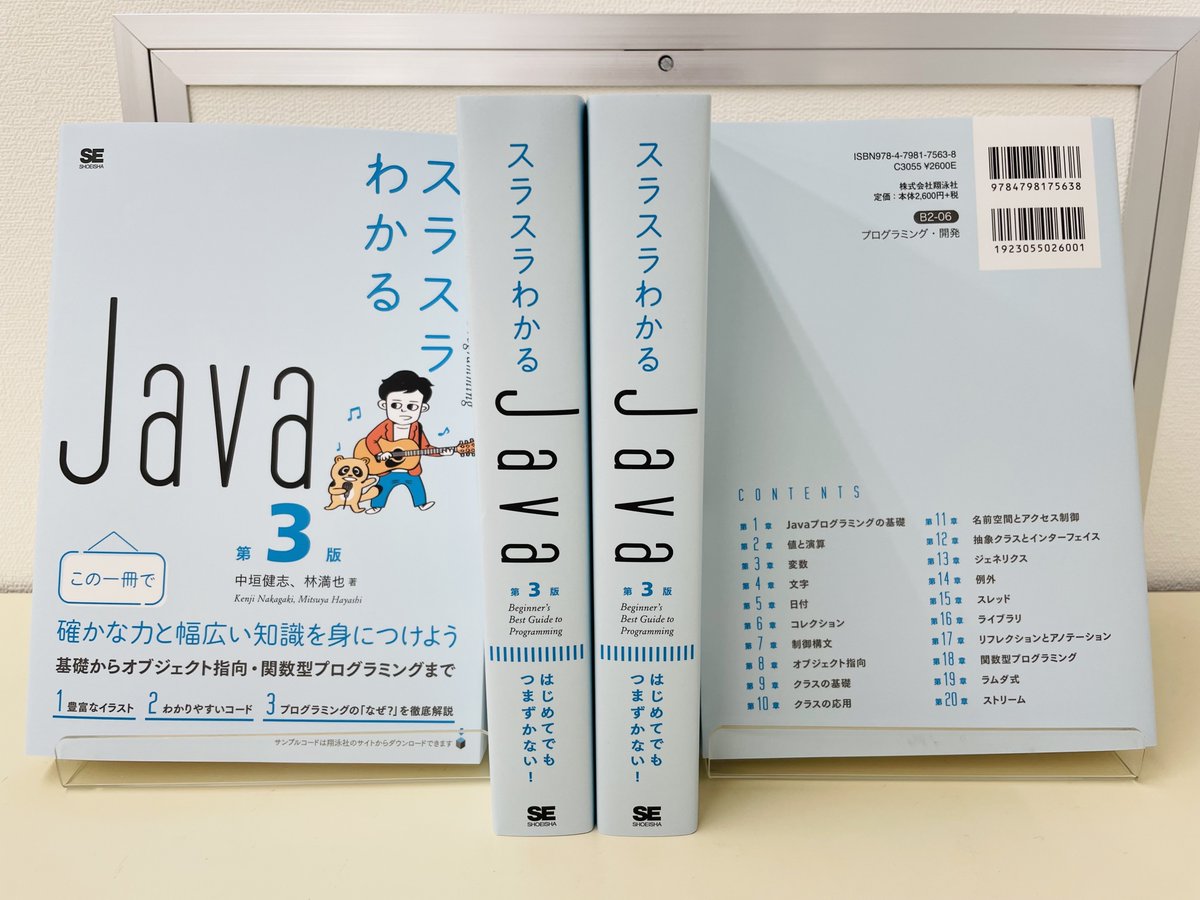 SE
SHOEISHA
スラスラ
わかる
Java
第3版
中垣健志、林満也 著
Kenji Nakagaki, Mitsuya Hayashi
この一冊で
確かな力と幅広い知識を身につけよう
基礎からオブジェクト指向・関数型プログラミングまで
1 豊富なイラスト 2 わかりやすいコード 3 プログラミングの「なぜ?」を徹底解説
サンプルコードは翔泳社のサイトからダウンロードできます
スラスラわかる
Java
第3版
Beginner's
Best Guide to
Programming
はじめてでも
つまずかない!
SE
SHOEISHA
スラスラわかる
Java
第3版
Beginner's
Best Guide to
Programming
はじめてでも
つまずかない!
SE
SHOEISHA
ISBN978-4-7981-7563-8
C3055 ¥2600E
株式会社翔泳社
定価:本体2,600円+税
B2-06
プログラミング・開発
9784798175638
1923055026001
CONTENTS
第1章 Javaプログラミングの基礎
第2章 値と演算
第3章 変数
第4章 文字
第5章 日付
第6章 コレクション
第7章 制御構文
第8章 オブジェクト指向
第9章 クラスの基礎
第10章 クラスの応用
第11章 名前空間とアクセス制御
第12章 抽象クラスとインターフェイス
第13章 ジェネリクス
第14章 例外
第15章 スレッド
第16章 ライブラリ
第17章 リフレクションとアノテーション
第18章 関数型プログラミング
第19章 ラムダ式
第20章 ストリーム